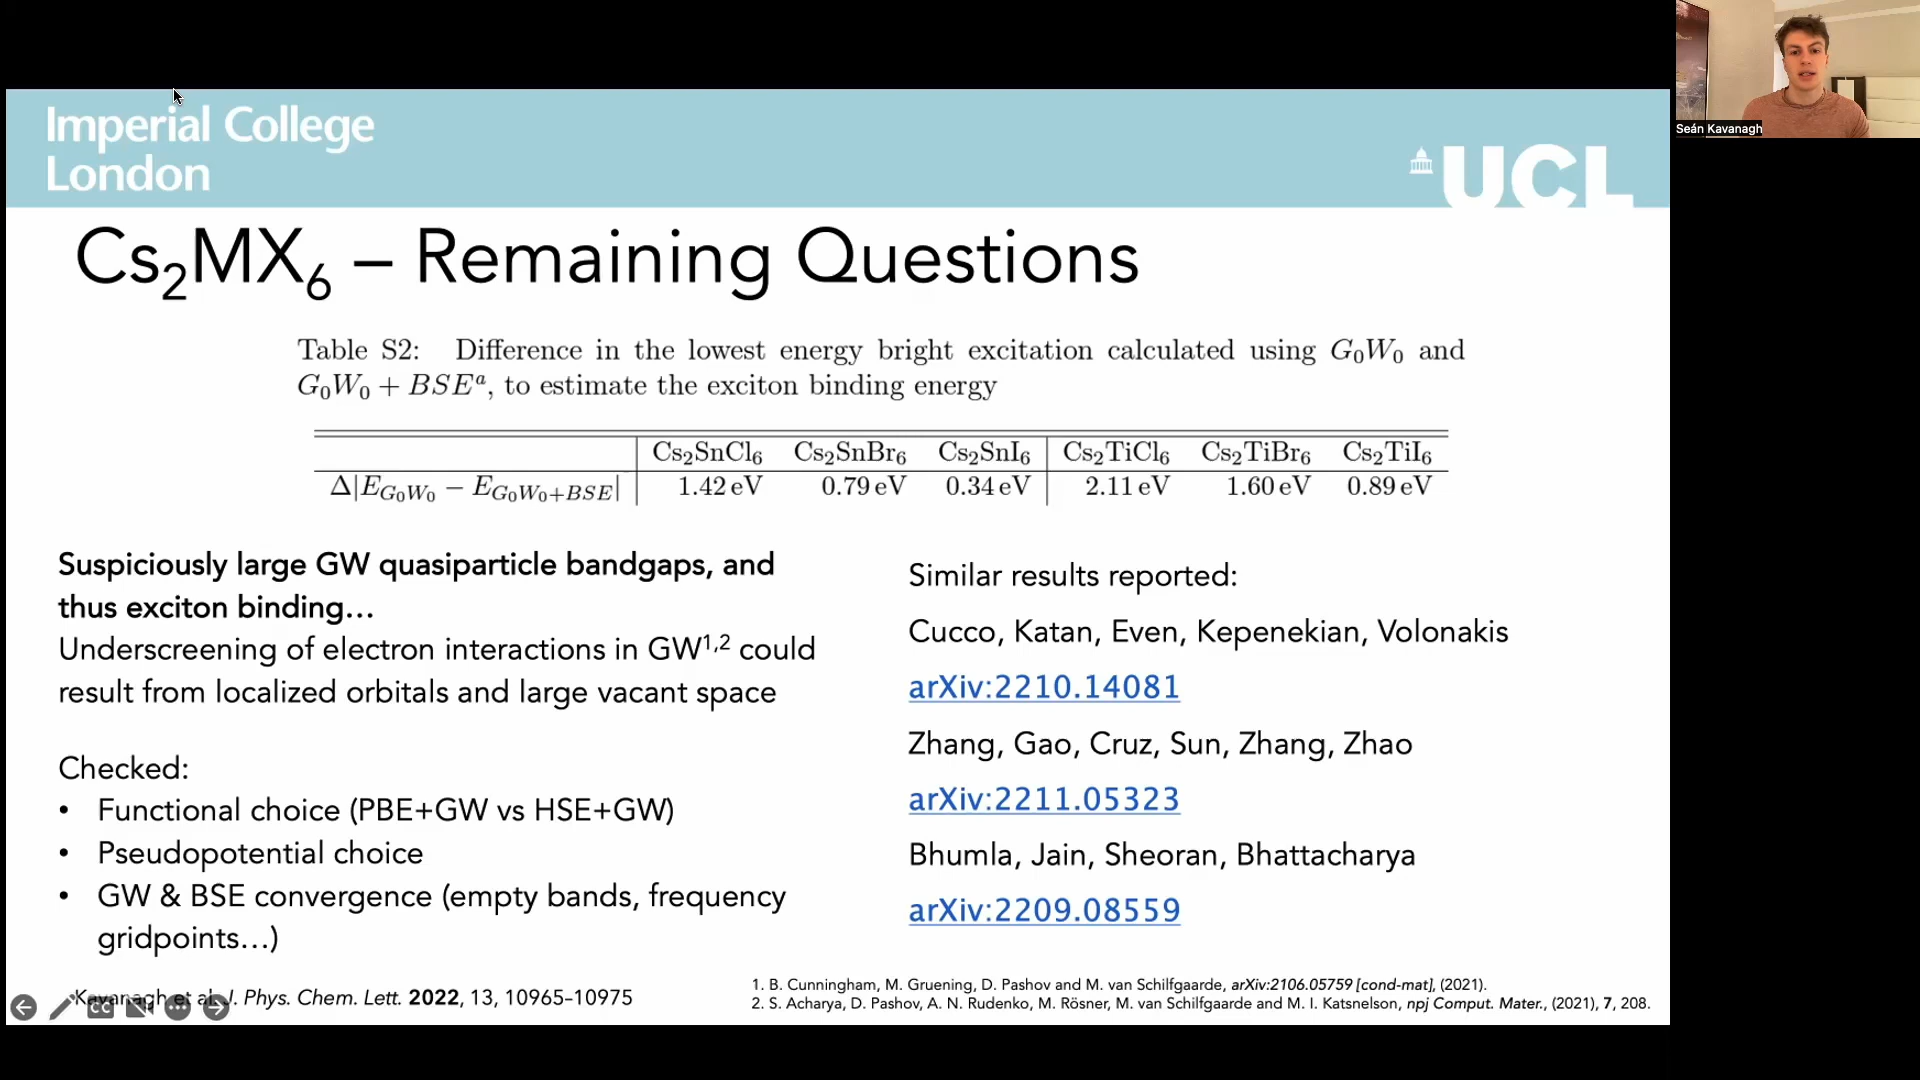 Seán Kavanagh
Imperial College
London
UCL
Cs₂MX₆ – Remaining Questions
Table S2: Difference in the lowest energy bright excitation calculated using G₀W₀ and
G₀W₀ + BSEᵃ, to estimate the exciton binding energy
Cs₂SnCl₆ Cs₂SnBr₆ Cs₂SnI₆ Cs₂TiCl₆ Cs₂TiBr₆ Cs₂TiI₆
Δ|E_G₀W₀ − E_G₀W₀+BSE| 1.42 eV 0.79 eV 0.34 eV 2.11 eV 1.60 eV 0.89 eV
Suspiciously large GW quasiparticle bandgaps, and
thus exciton binding…
Underscreening of electron interactions in GW¹,² could
result from localized orbitals and large vacant space
Checked:
• Functional choice (PBE+GW vs HSE+GW)
• Pseudopotential choice
• GW & BSE convergence (empty bands, frequency
gridpoints…)
Similar results reported:
Cucco, Katan, Even, Kepenekian, Volonakis
arXiv:2210.14081
Zhang, Gao, Cruz, Sun, Zhang, Zhao
arXiv:2211.05323
Bhumla, Jain, Sheoran, Bhattacharya
arXiv:2209.08559
Kavanagh et al. J. Phys. Chem. Lett. 2022, 13, 10965–10975
CC
1. B. Cunningham, M. Gruening, D. Pashov and M. van Schilfgaarde, arXiv:2106.05759 [cond-mat], (2021).
2. S. Acharya, D. Pashov, A. N. Rudenko, M. Rösner, M. van Schilfgaarde and M. I. Katsnelson, npj Comput. Mater., (2021), 7, 208.